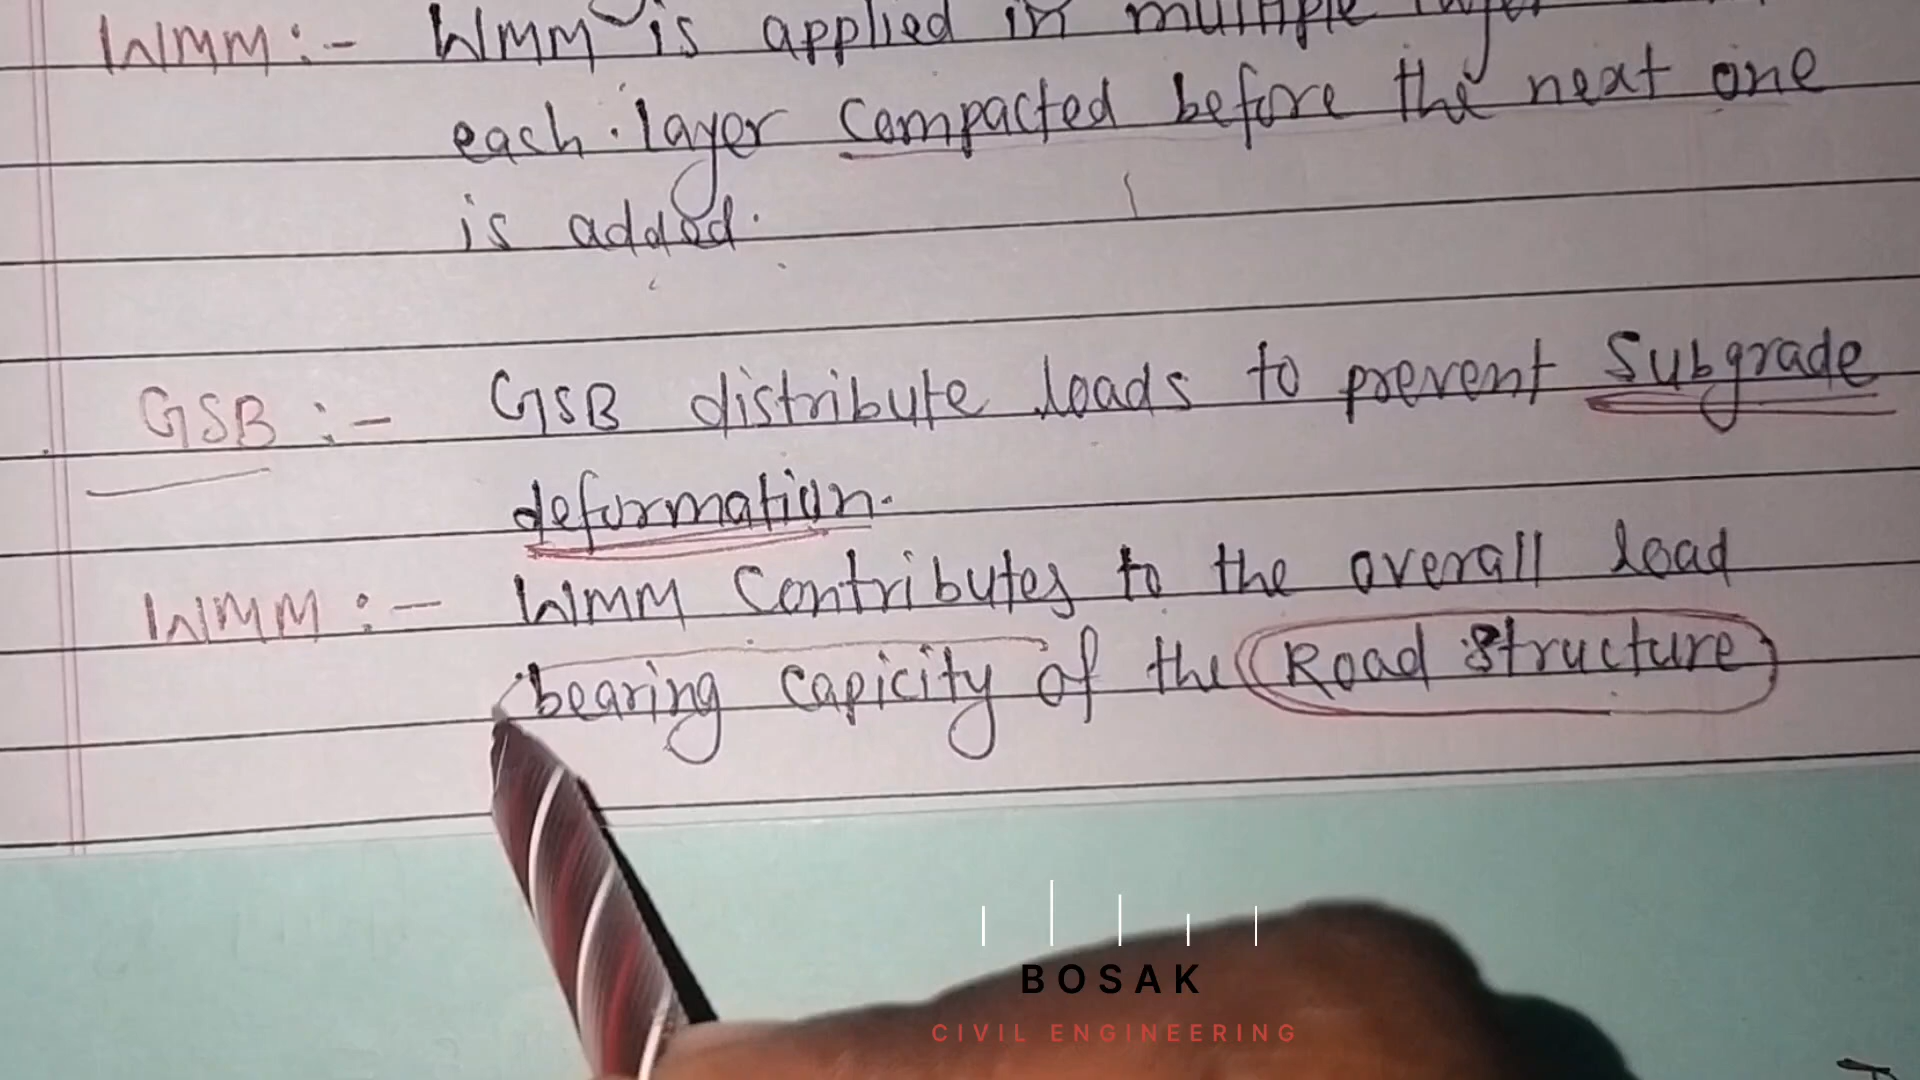 WMM :- WMM is applied in multiple layer
each layer compacted before the next one
is added.
GSB :- GSB distribute loads to prevent Subgrade
deformation.
WMM :- WMM Contributes to the overall load
bearing capicity of the Road Structure
BOSAK
CIVIL ENGINEERING